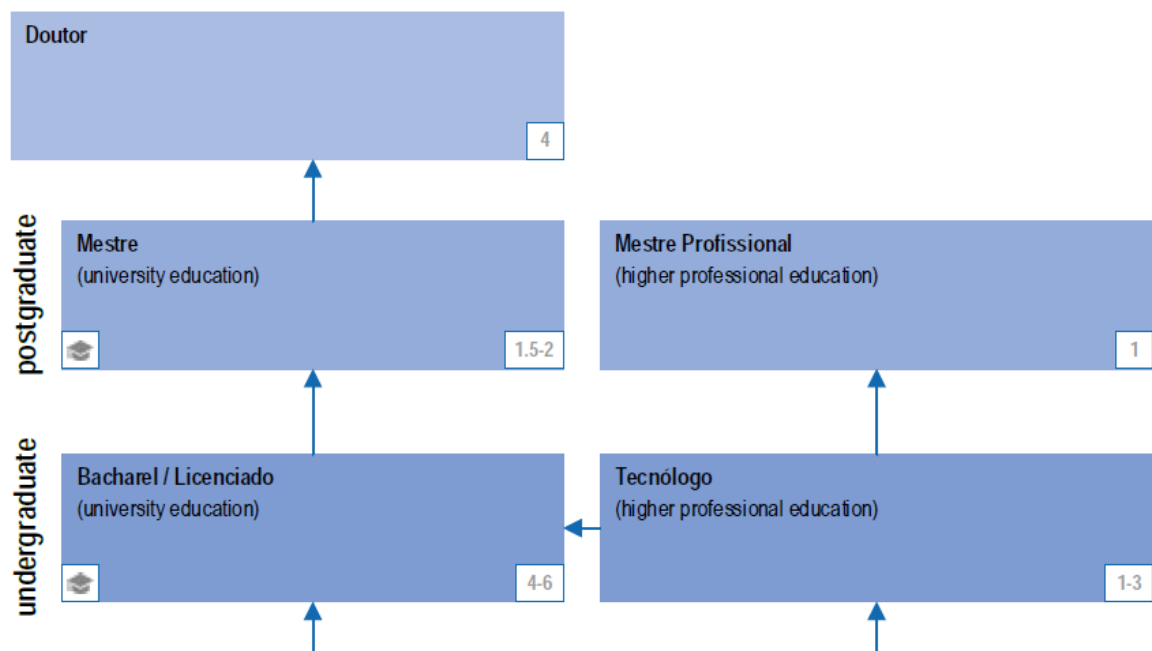 Doutor
4
postgraduate
Mestre
(university education)
1.5-2
Mestre Profissional
(higher professional education)
1
undergraduate
Bacharel / Licenciado
(university education)
4-6
Tecnólogo
(higher professional education)
1-3